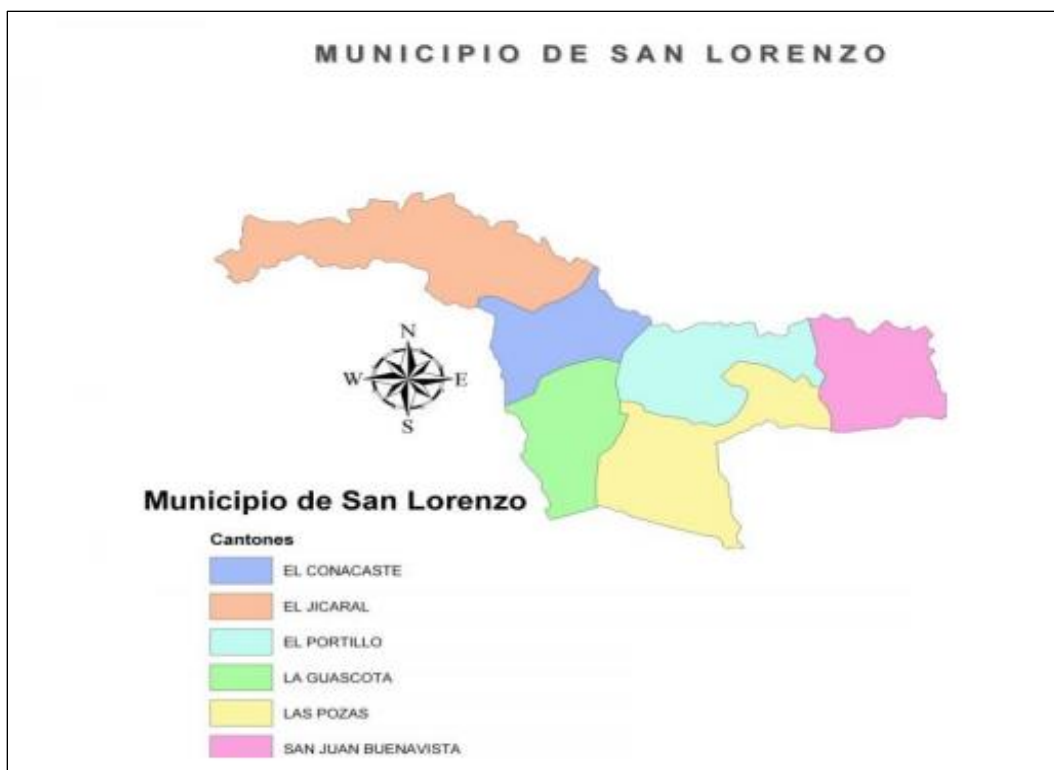 MUNICIPIO DE SAN LORENZO
N
W E
S
Municipio de San Lorenzo
Cantones
EL CONACASTE
EL JICARAL
EL PORTILLO
LA GUASCOTA
LAS POZAS
SAN JUAN BUENAVISTA